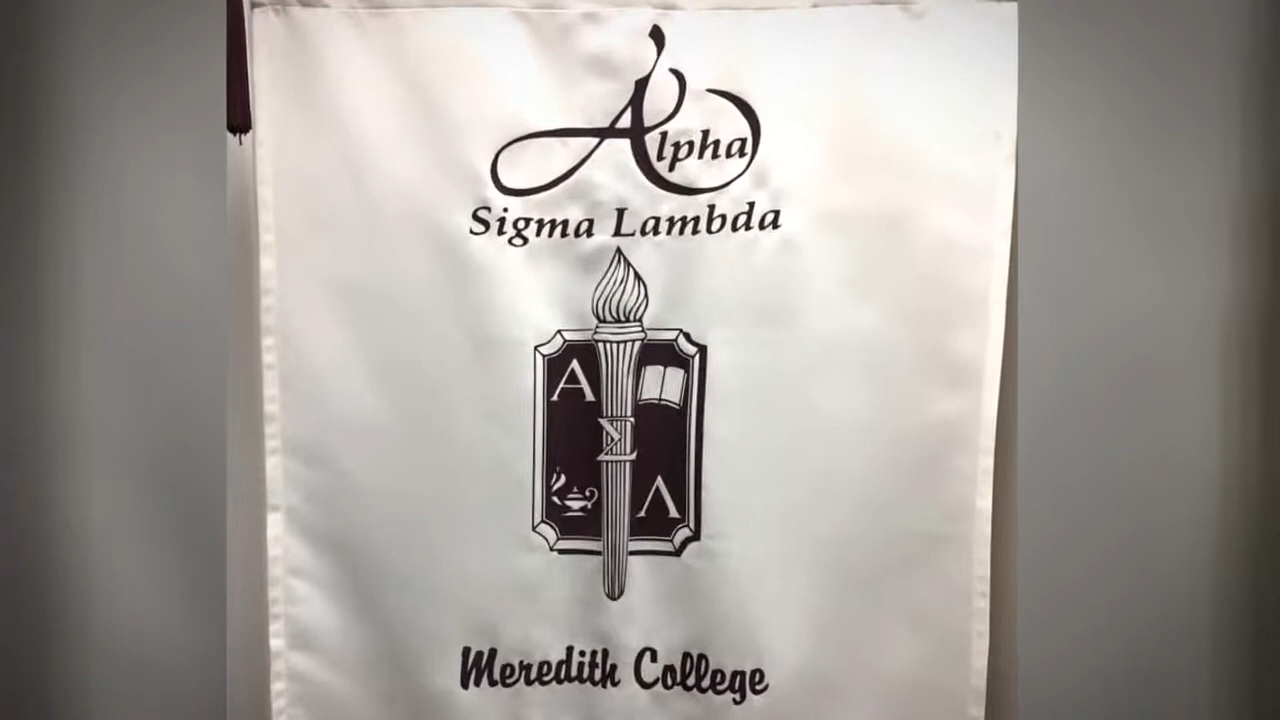 Alpha
Sigma Lambda
Α
Σ
Λ
Meredith College